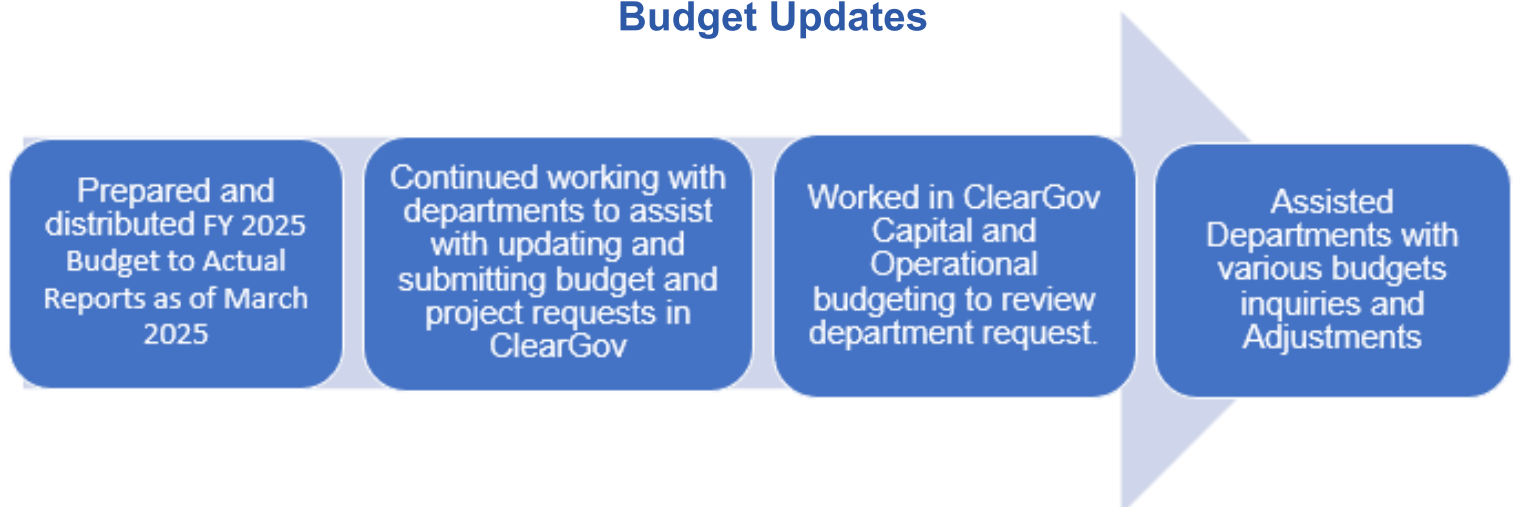 Budget Updates
Prepared and
distributed FY 2025
Budget to Actual
Reports as of March
2025
Continued working with
departments to assist
with updating and
submitting budget and
project requests in
ClearGov
Worked in ClearGov
Capital and
Operational
budgeting to review
department request.
Assisted
Departments with
various budgets
inquiries and
Adjustments